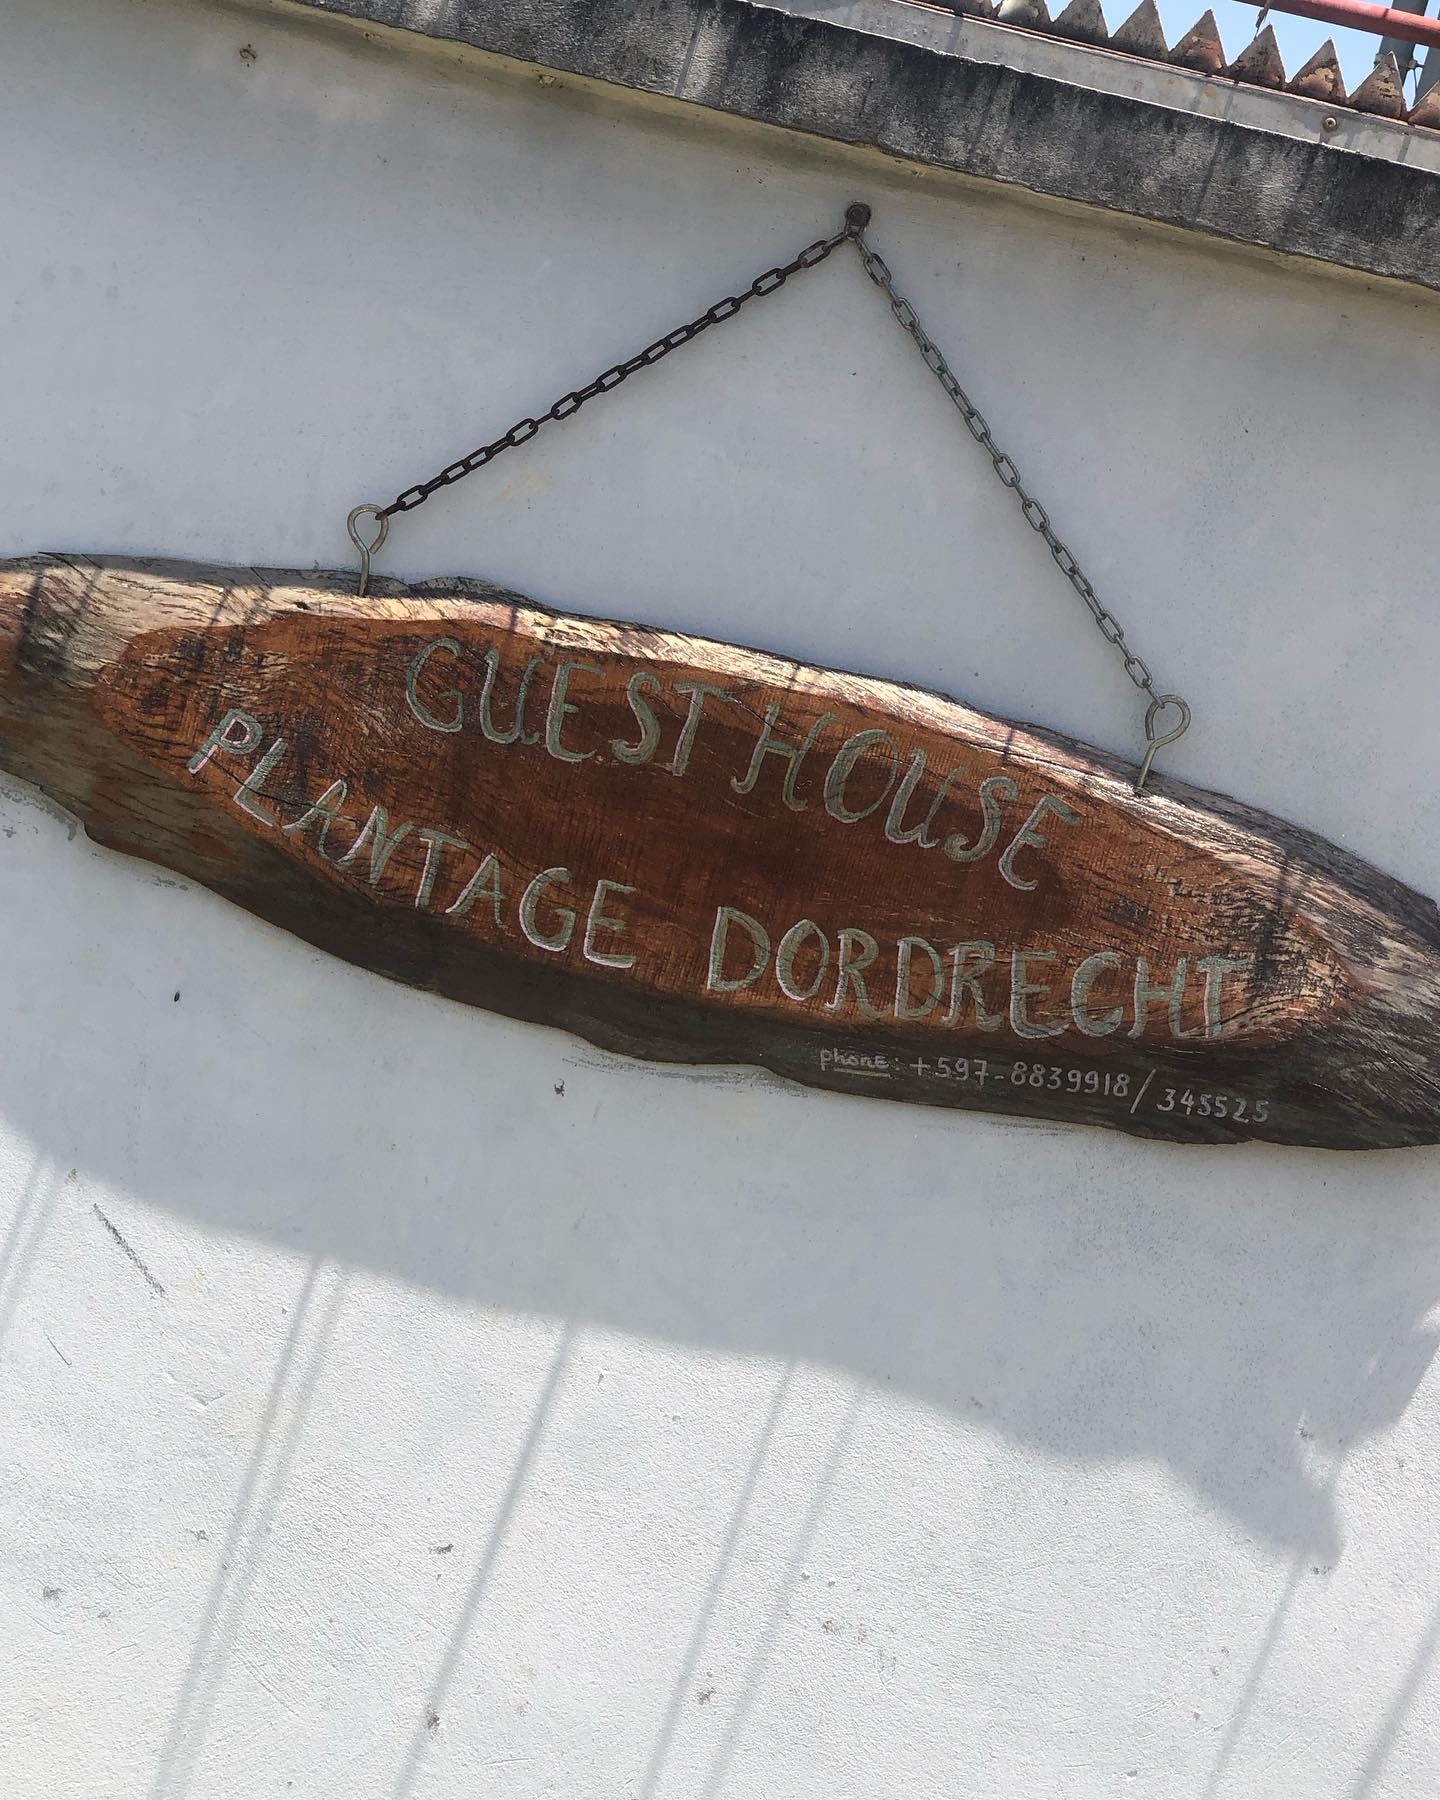 GUEST HOUSE
PLANTAGE DORDRECHT
phone: +597-8839918/345525